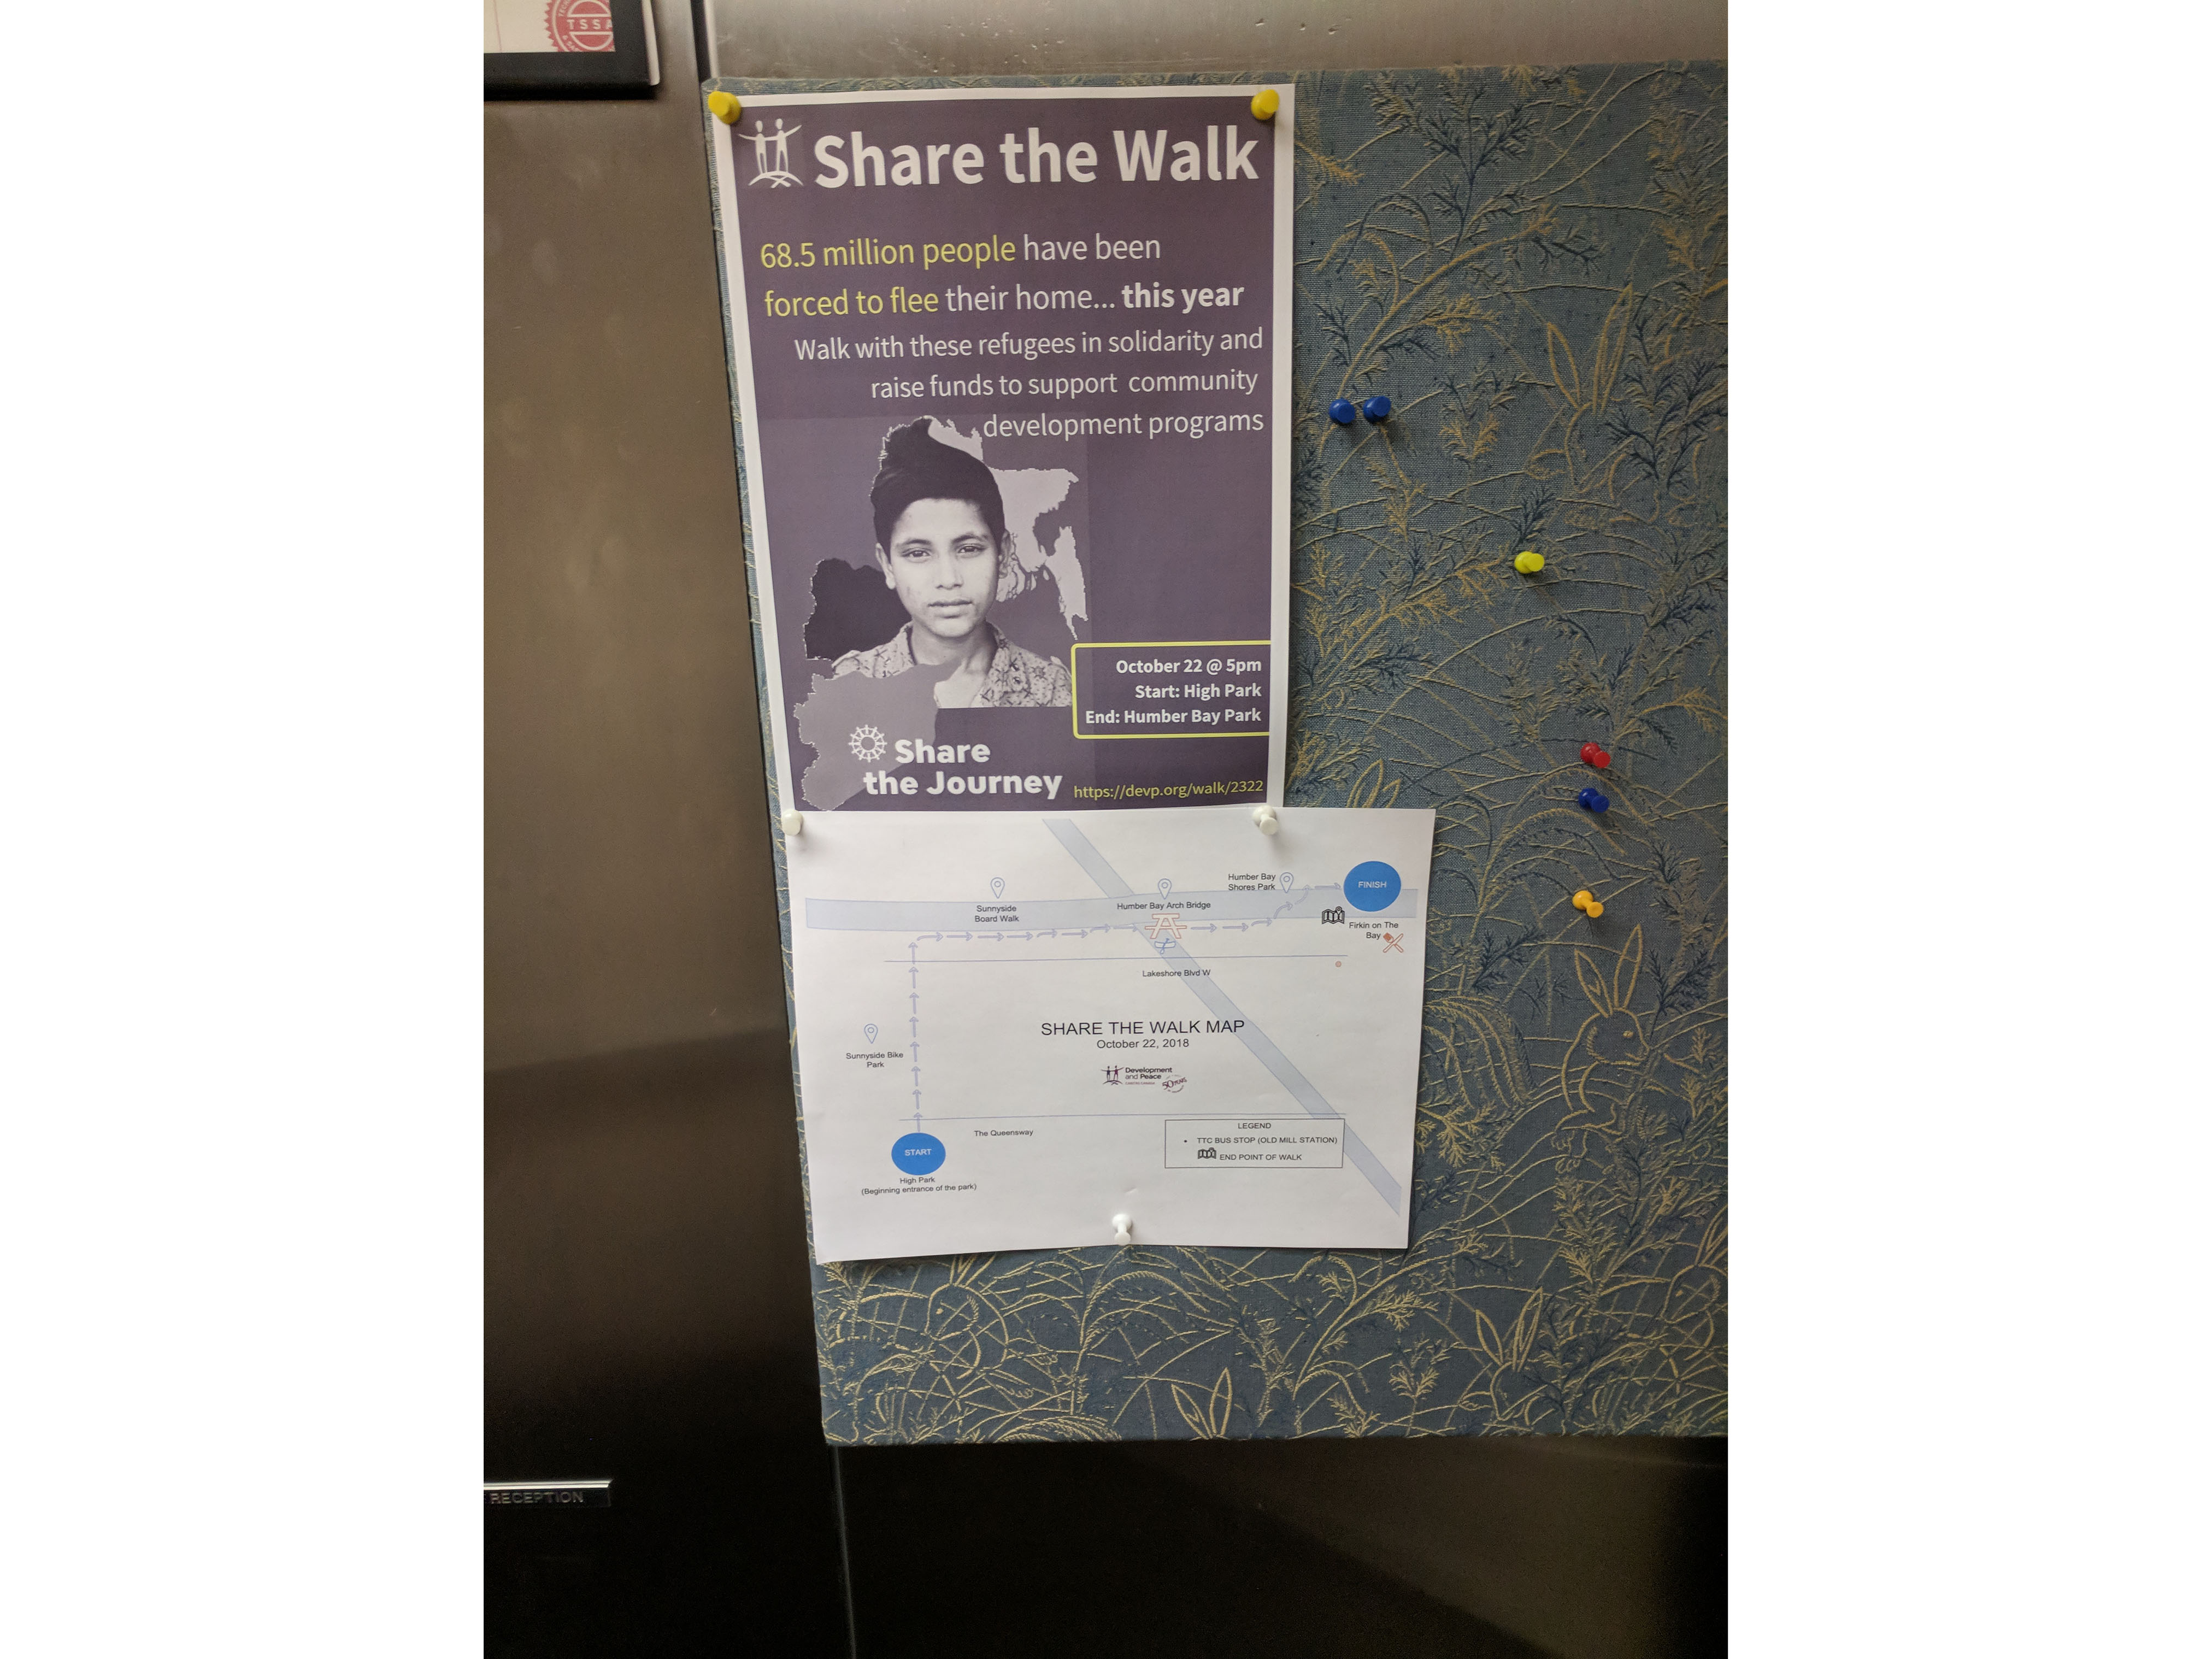 TSSA
Share the Walk
68.5 million people have been
forced to flee their home... this year
Walk with these refugees in solidarity and
raise funds to support community
development programs
October 22 @ 5pm
Start: High Park
End: Humber Bay Park
Share
the Journey
https://devp.org/walk/2322
Humber Bay
Shores Park
FINISH
Sunnyside
Board Walk
Humber Bay Arch Bridge
Firkin on The
Bay
Lakeshore Blvd W
SHARE THE WALK MAP
October 22, 2018
Sunnyside Bike
Park
Development
and Peace
50 YEARS
The Queensway
LEGEND
• TTC BUS STOP (OLD MILL STATION)
END POINT OF WALK
START
High Park
(Beginning entrance of the park)
RECEPTION